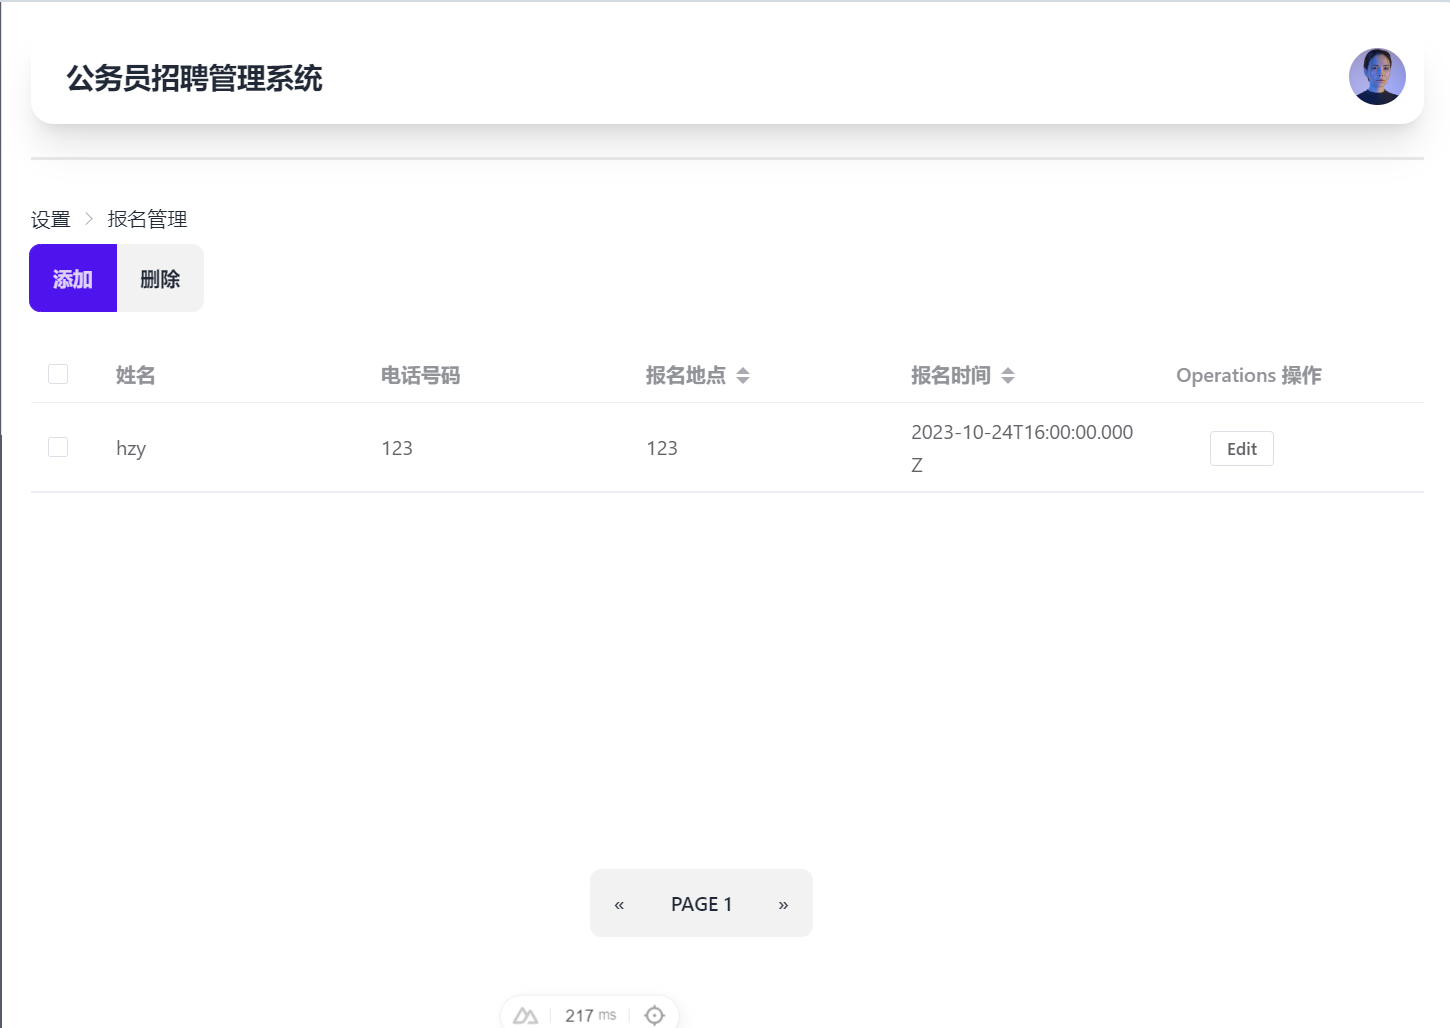 公务员招聘管理系统
设置 > 报名管理
添加 删除
姓名 电话号码 报名地点 报名时间 Operations 操作
hzy 123 123 2023-10-24T16:00:00.000
Z Edit
« PAGE 1 »
217 ms